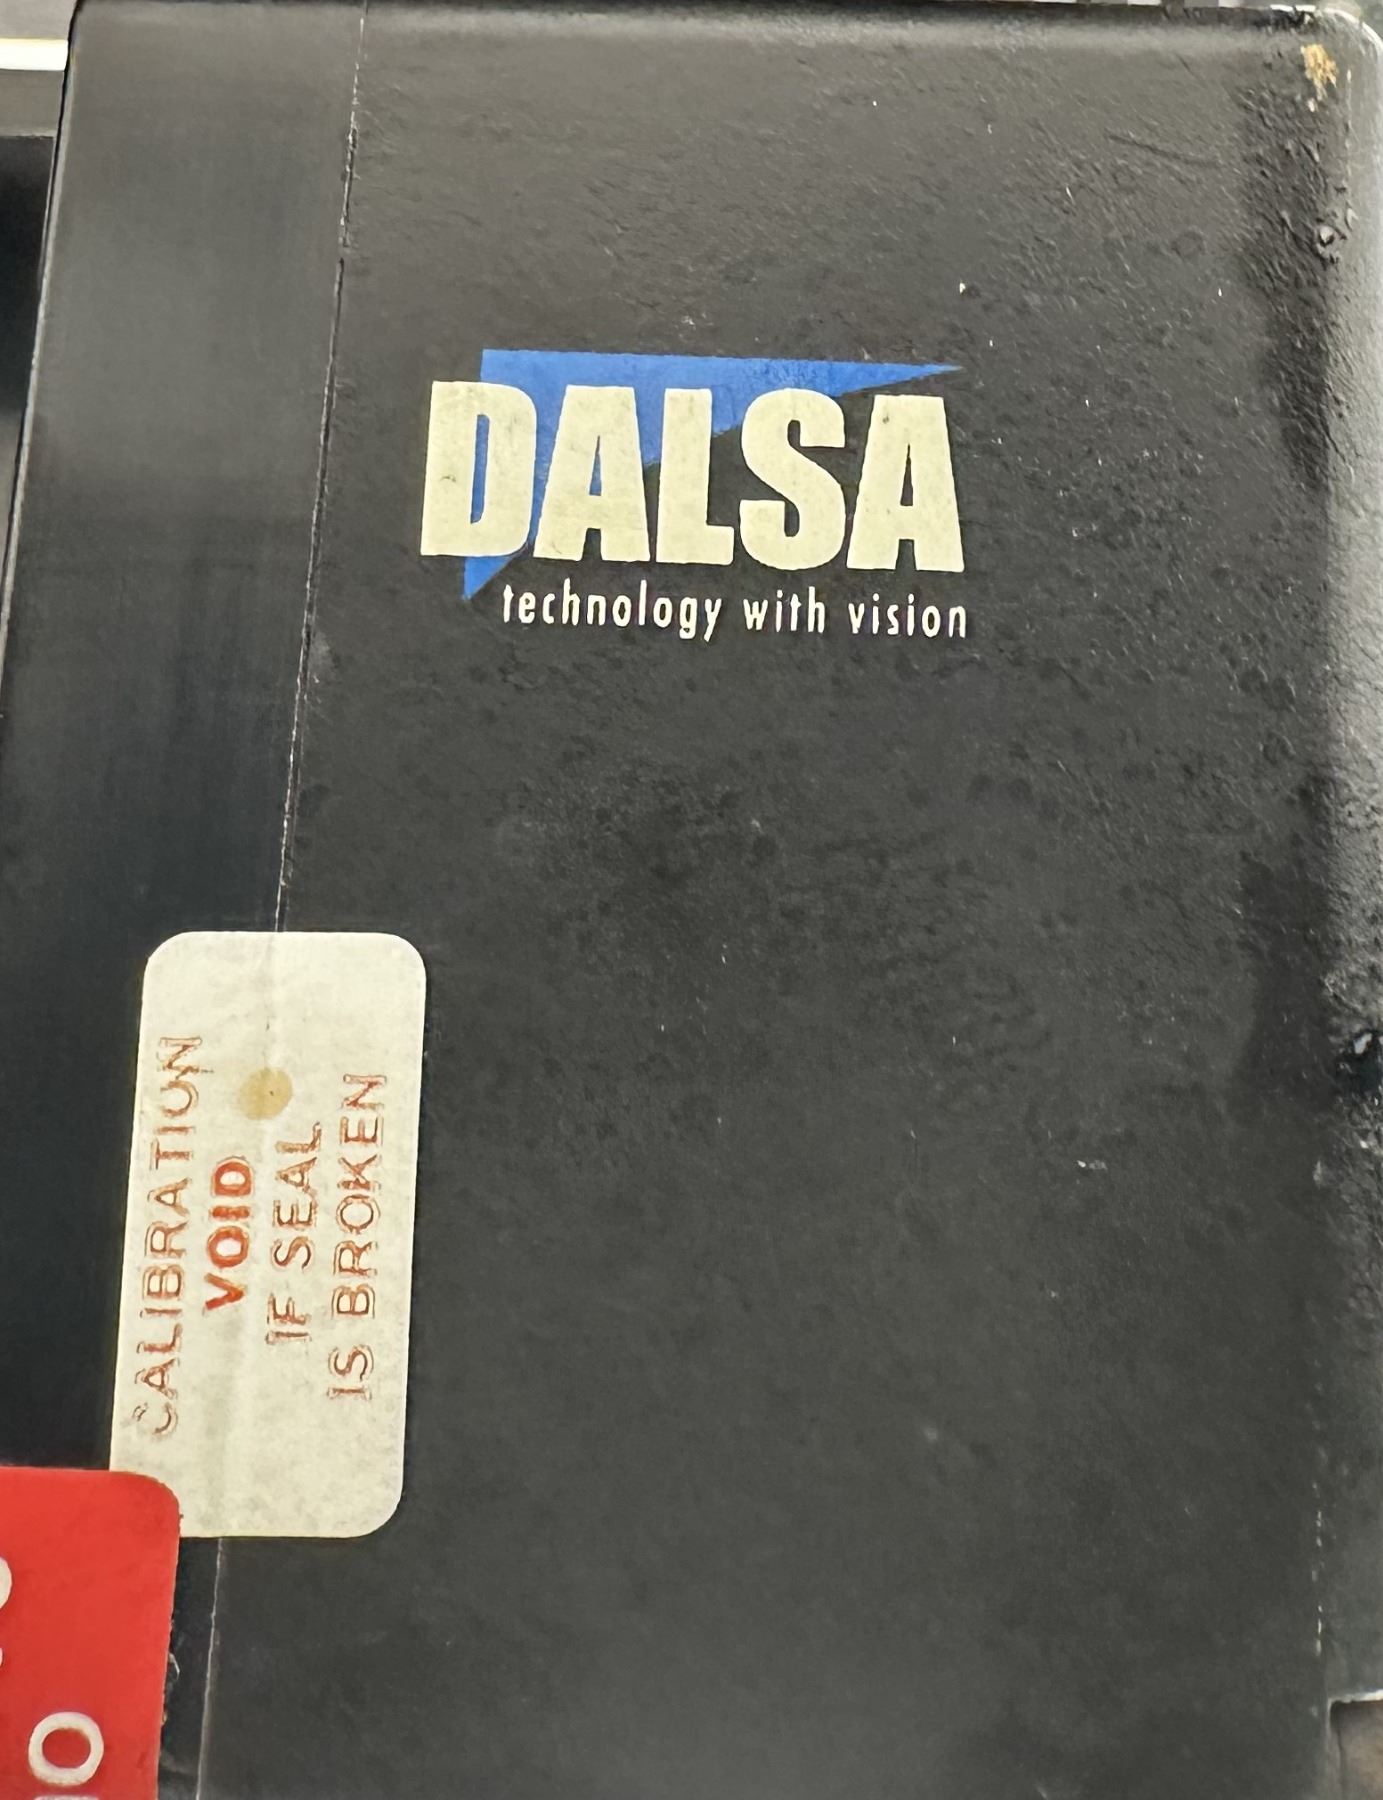 DALSA
technology with vision
CALIBRATION
VOID
IF SEAL
IS BROKEN